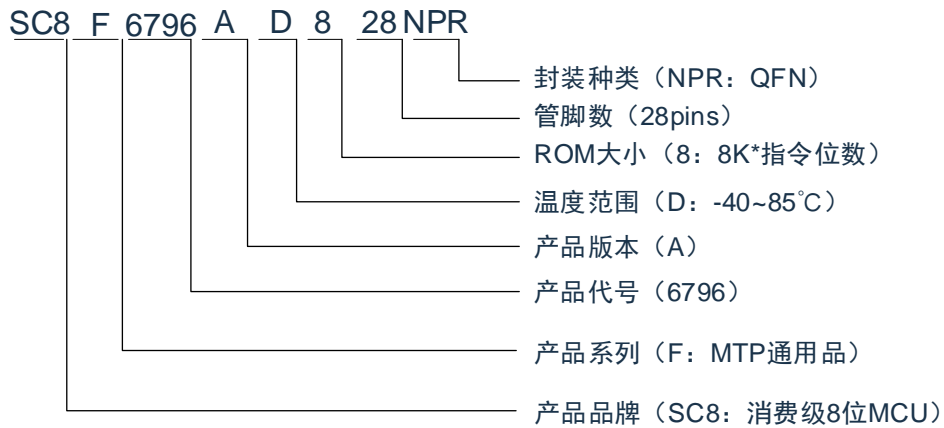 SC8 F 6796 A D 8 28 NPR
封装种类（NPR：QFN）
管脚数（28pins）
ROM大小（8：8K*指令位数）
温度范围（D：-40~85℃）
产品版本（A）
产品代号（6796）
产品系列（F：MTP通用品）
产品品牌（SC8：消费级8位MCU）